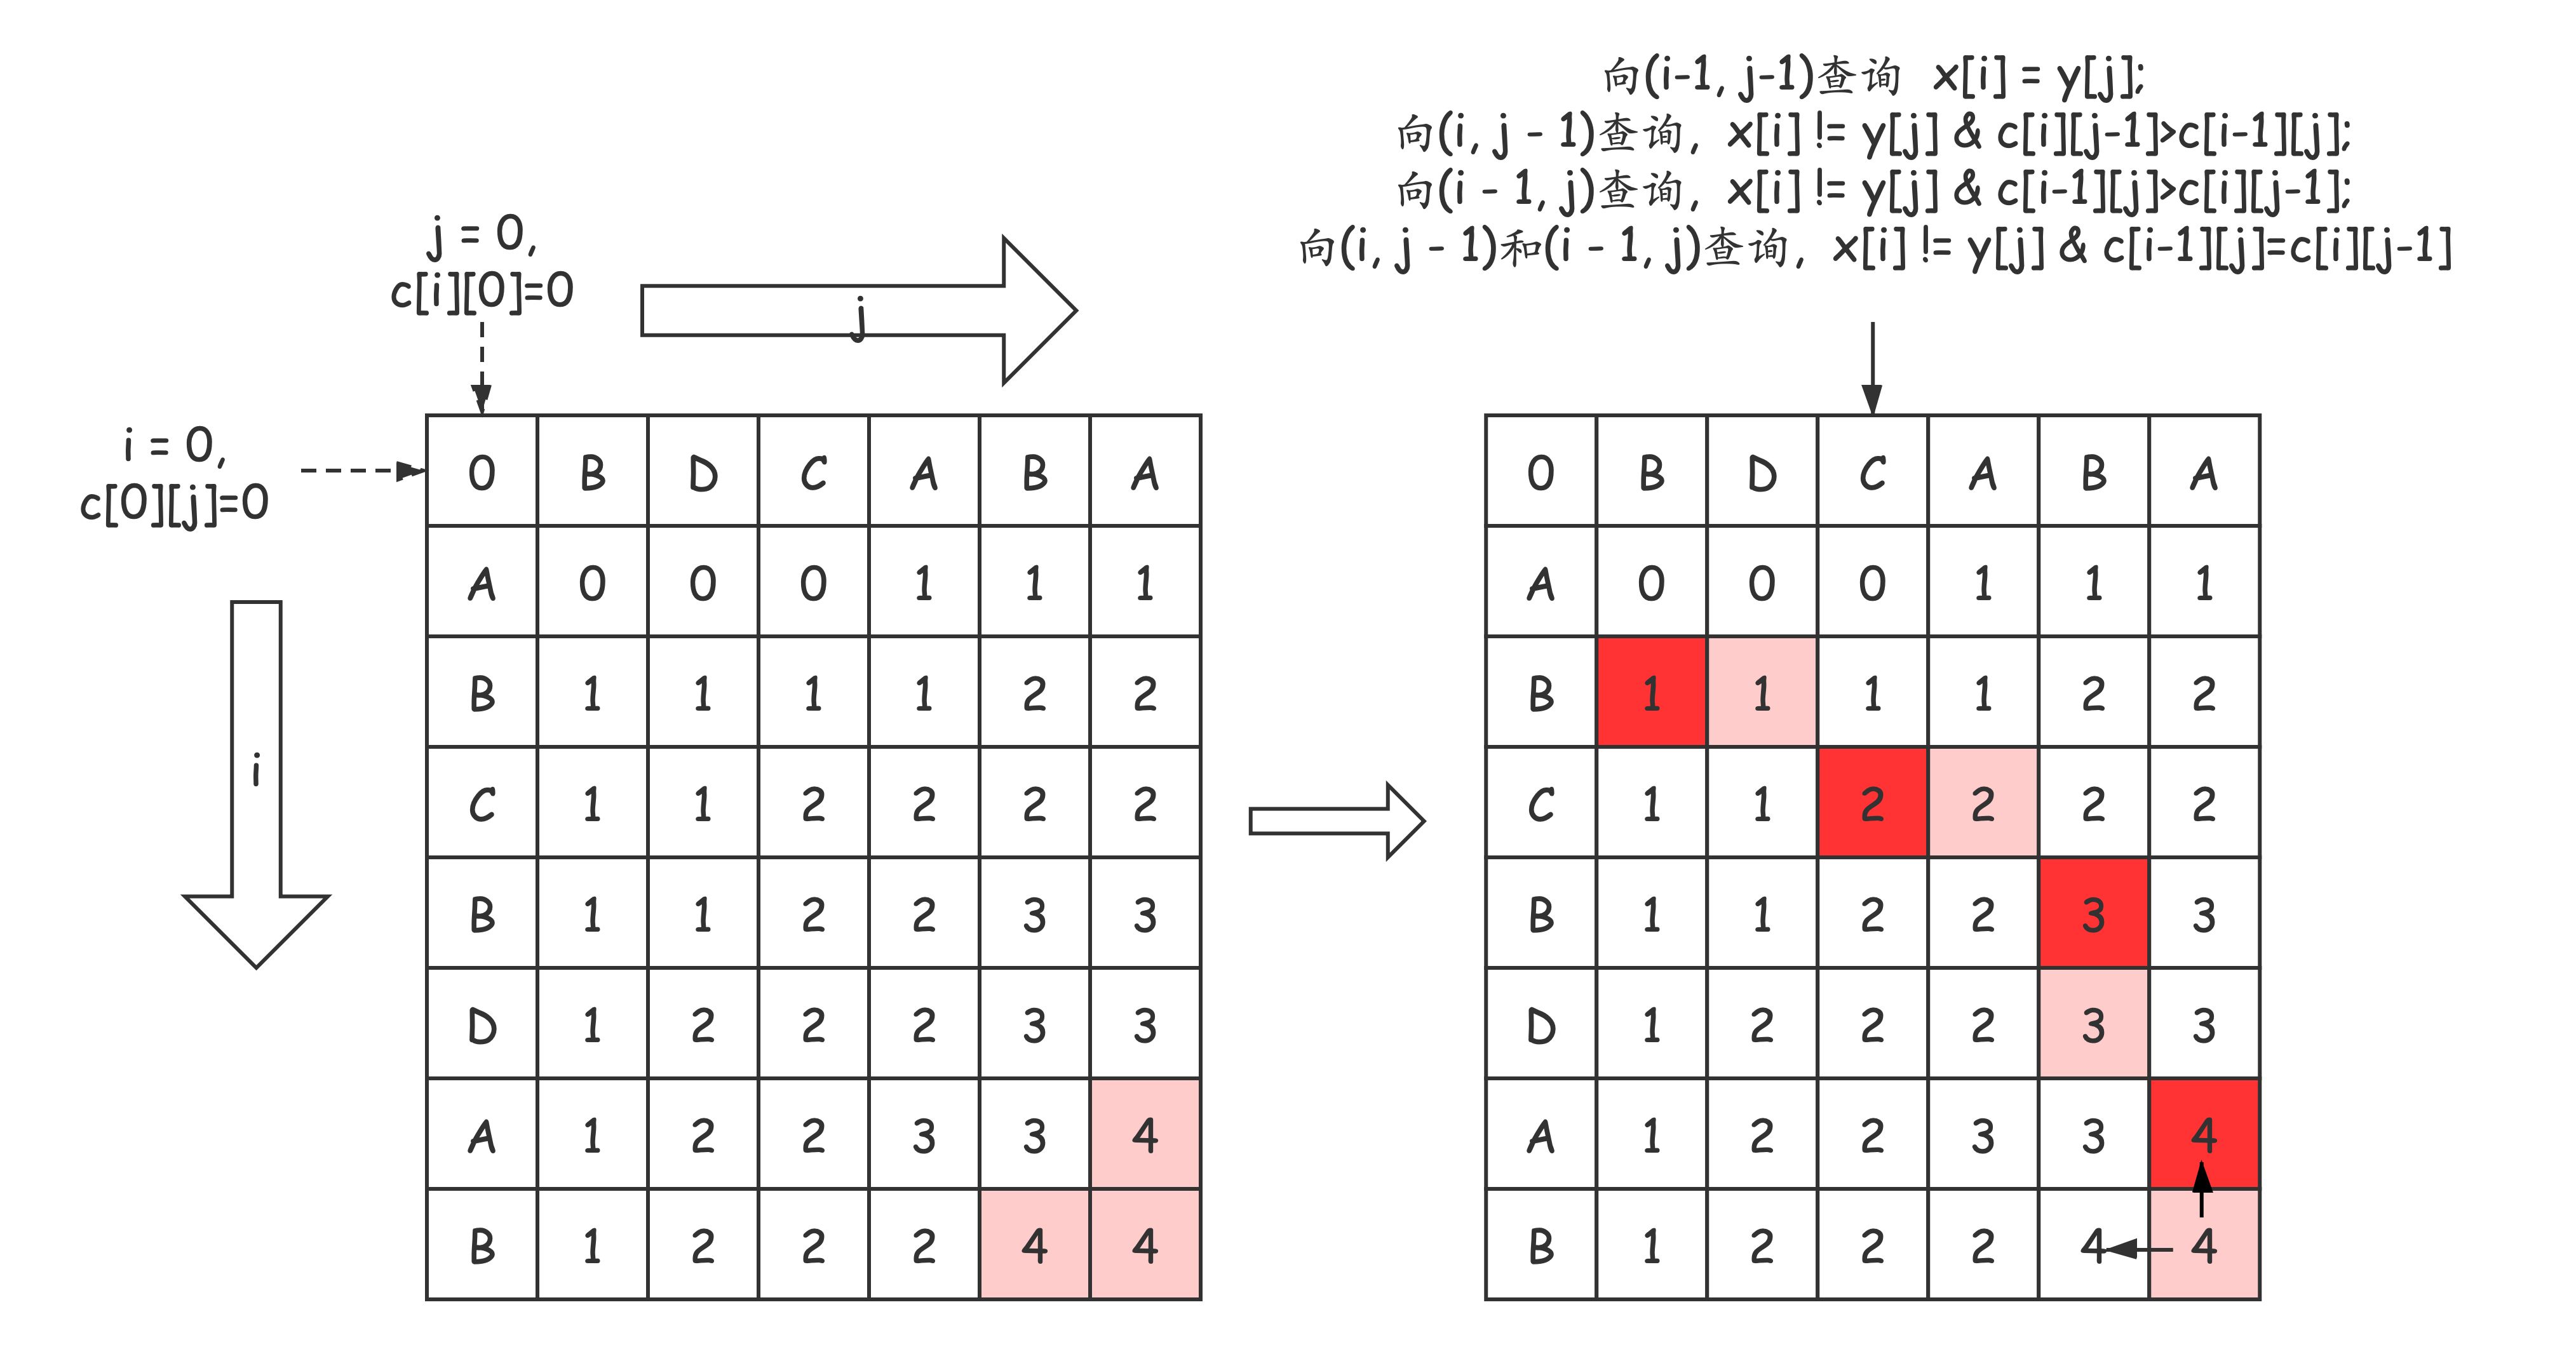 向(i-1, j-1)查询 x[i] = y[j];
向(i, j - 1)查询, x[i] != y[j] & c[i][j-1]>c[i-1][j];
向(i - 1, j)查询, x[i] != y[j] & c[i-1][j]>c[i][j-1];
向(i, j - 1)和(i - 1, j)查询, x[i] != y[j] & c[i-1][j]=c[i][j-1]
j = 0,
c[i][0]=0
j
i = 0,
c[0][j]=0
i
0 B D C A B A
A 0 0 0 1 1 1
B 1 1 1 1 2 2
C 1 1 2 2 2 2
B 1 1 2 2 3 3
D 1 2 2 2 3 3
A 1 2 2 3 3 4
B 1 2 2 2 4 4
0 B D C A B A
A 0 0 0 1 1 1
B 1 1 1 1 2 2
C 1 1 2 2 2 2
B 1 1 2 2 3 3
D 1 2 2 2 3 3
A 1 2 2 3 3 4
B 1 2 2 2 4 4